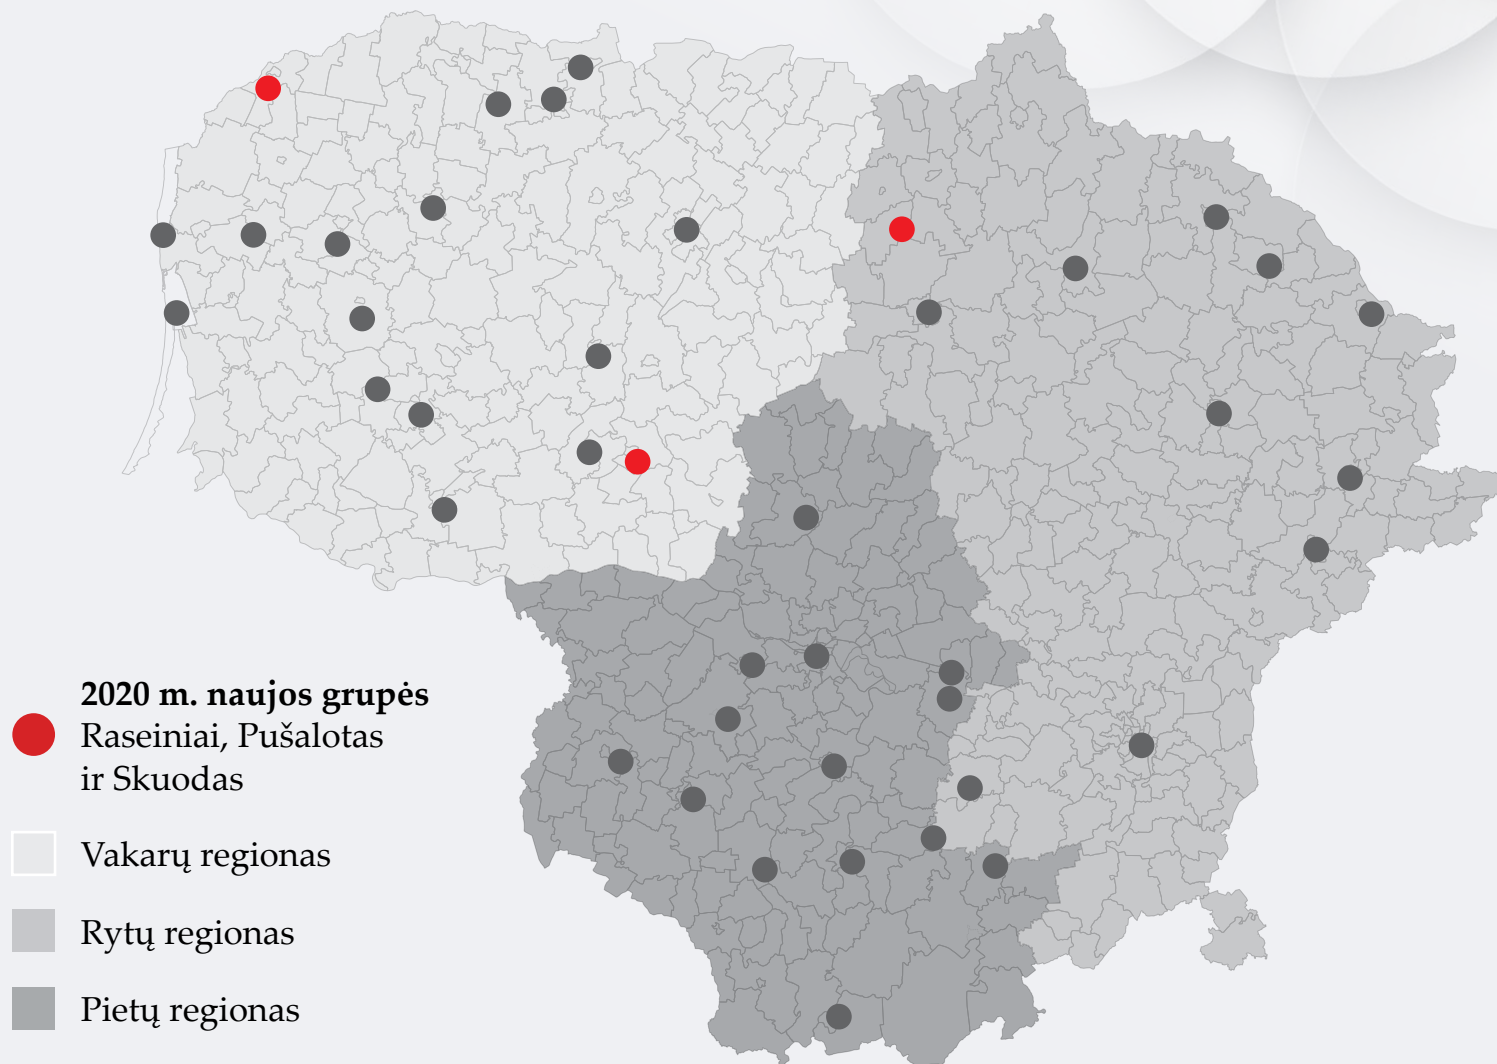 2020 m. naujos grupės
Raseiniai, Pušalotas
ir Skuodas
Vakarų regionas
Rytų regionas
Pietų regionas